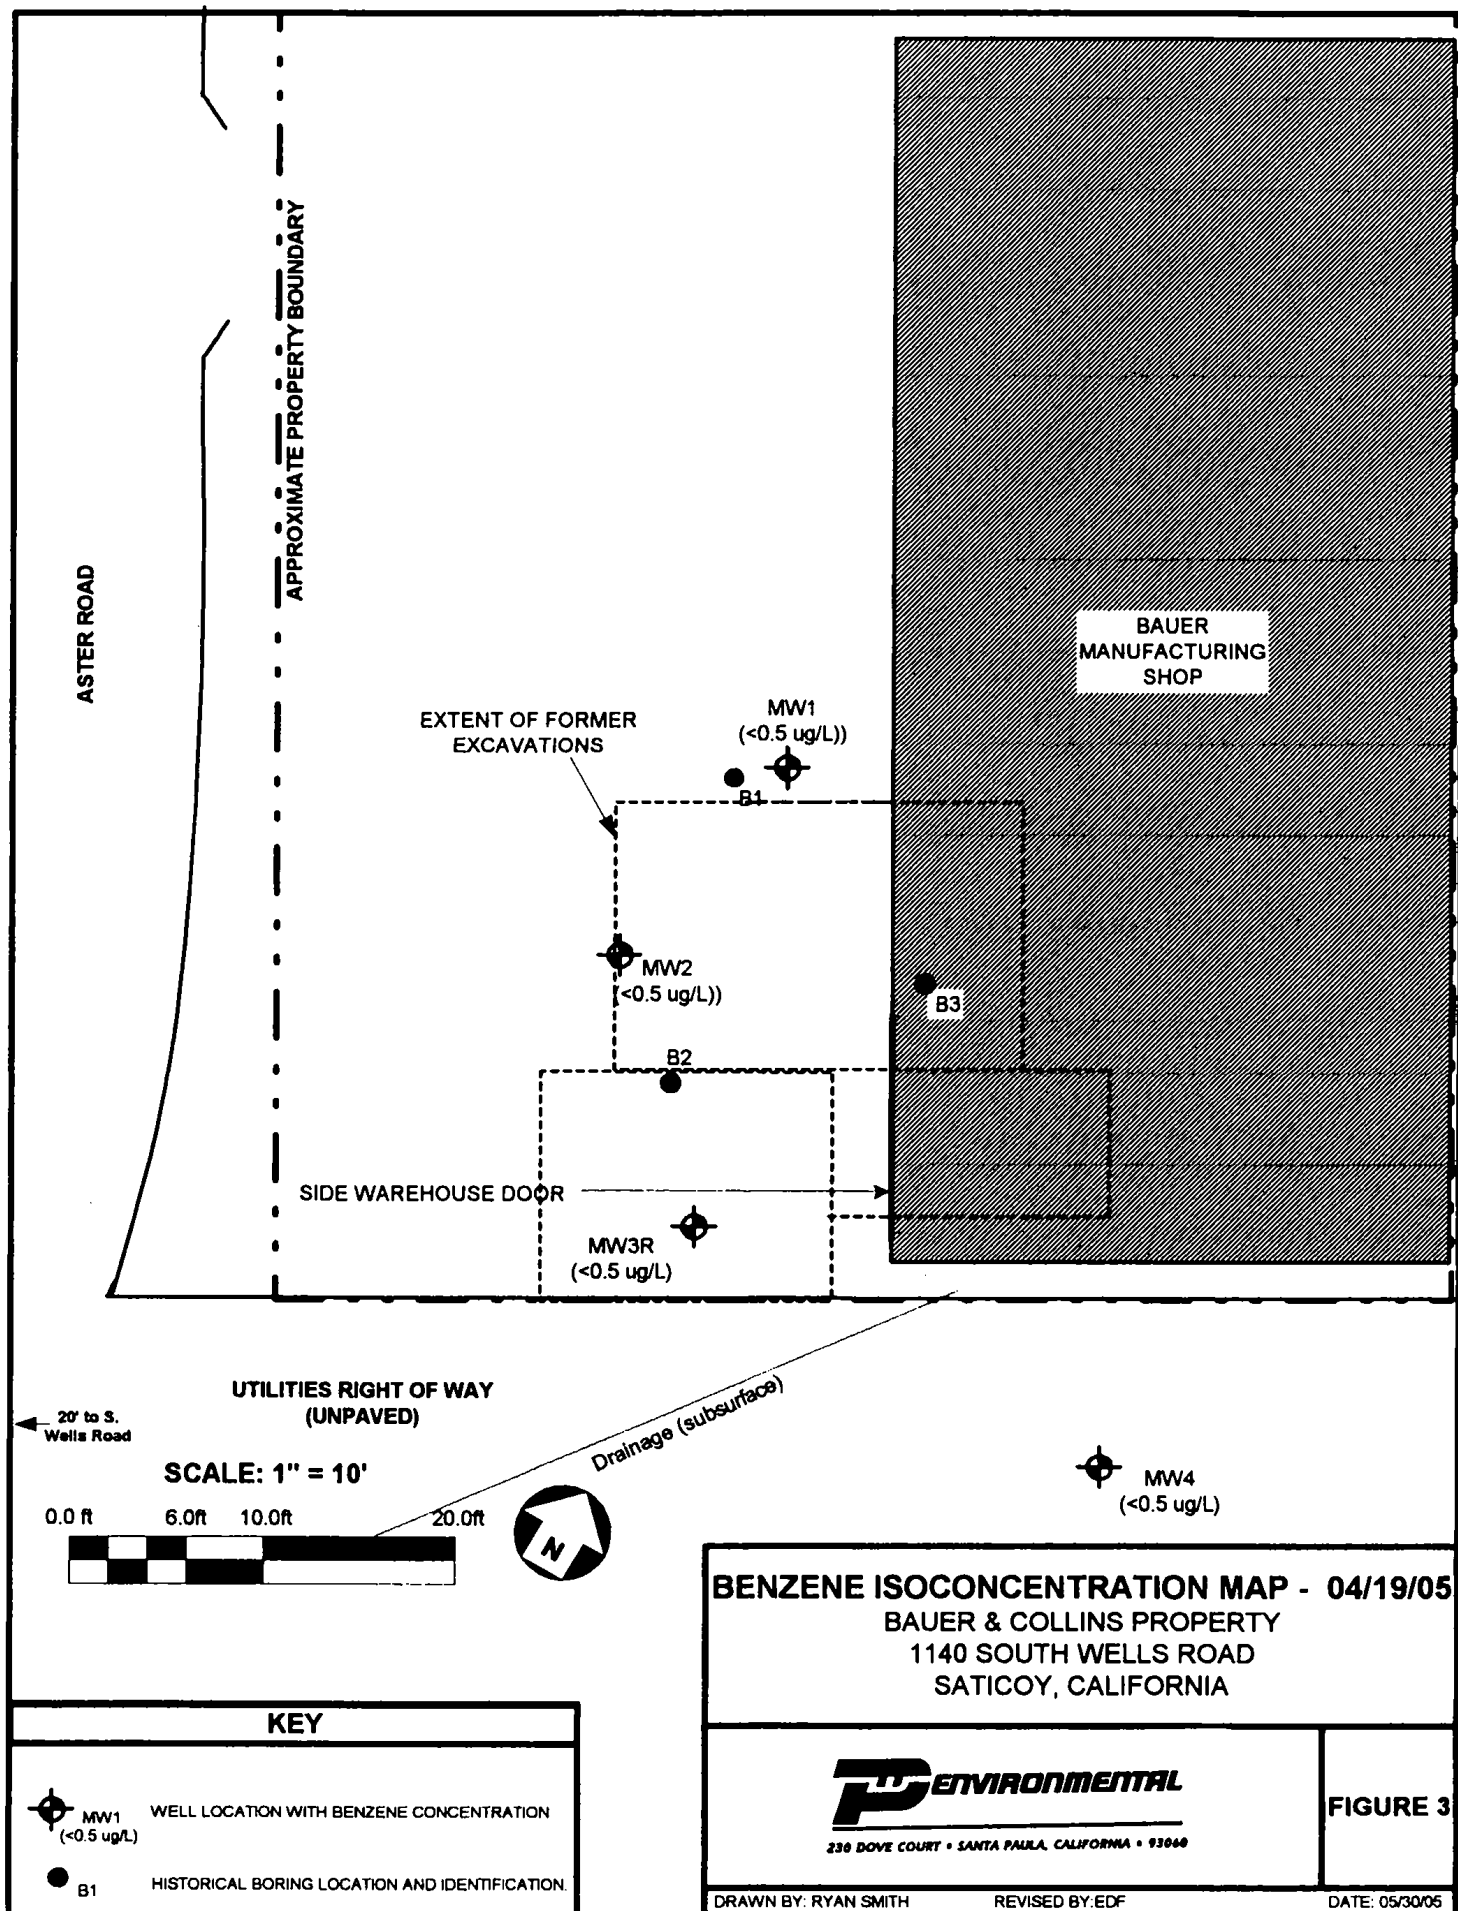 APPROXIMATE PROPERTY BOUNDARY
ASTER ROAD
BAUER
MANUFACTURING
SHOP
EXTENT OF FORMER
EXCAVATIONS
MW1
(<0.5 ug/L))
B1
MW2
(<0.5 ug/L))
B3
B2
SIDE WAREHOUSE DOOR
MW3R
(<0.5 ug/L)
UTILITIES RIGHT OF WAY
(UNPAVED)
20' to S.
Wells Road
Drainage (subsurface)
SCALE: 1" = 10'
0.0 ft 6.0ft 10.0ft 20.0ft
N
MW4
(<0.5 ug/L)
BENZENE ISOCONCENTRATION MAP - 04/19/05
BAUER & COLLINS PROPERTY
1140 SOUTH WELLS ROAD
SATICOY, CALIFORNIA
KEY
MW1
(<0.5 ug/L)
WELL LOCATION WITH BENZENE CONCENTRATION
B1
HISTORICAL BORING LOCATION AND IDENTIFICATION.
PW ENVIRONMENTAL
230 DOVE COURT • SANTA PAULA, CALIFORNIA • 93060
FIGURE 3
DRAWN BY: RYAN SMITH REVISED BY:EDF DATE: 05/30/05